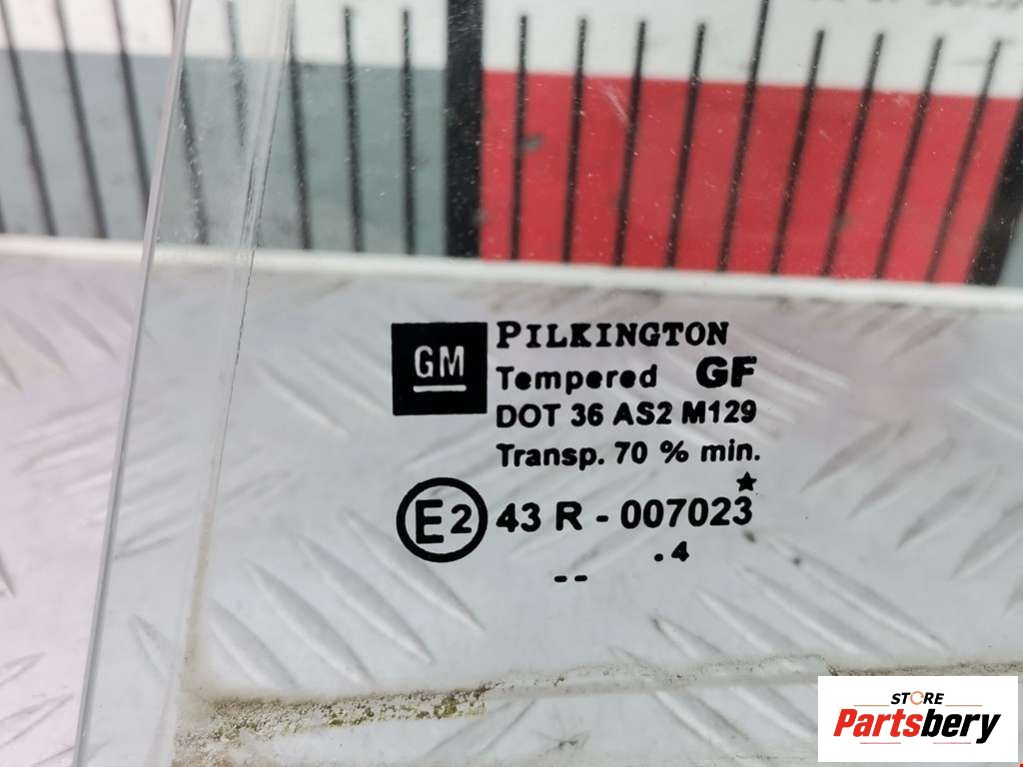 GM
PILKINGTON
Tempered GF
DOT 36 AS2 M129
Transp. 70 % min.
E2 43 R - 007023 ★
. 4
--
STORE
Partsbery